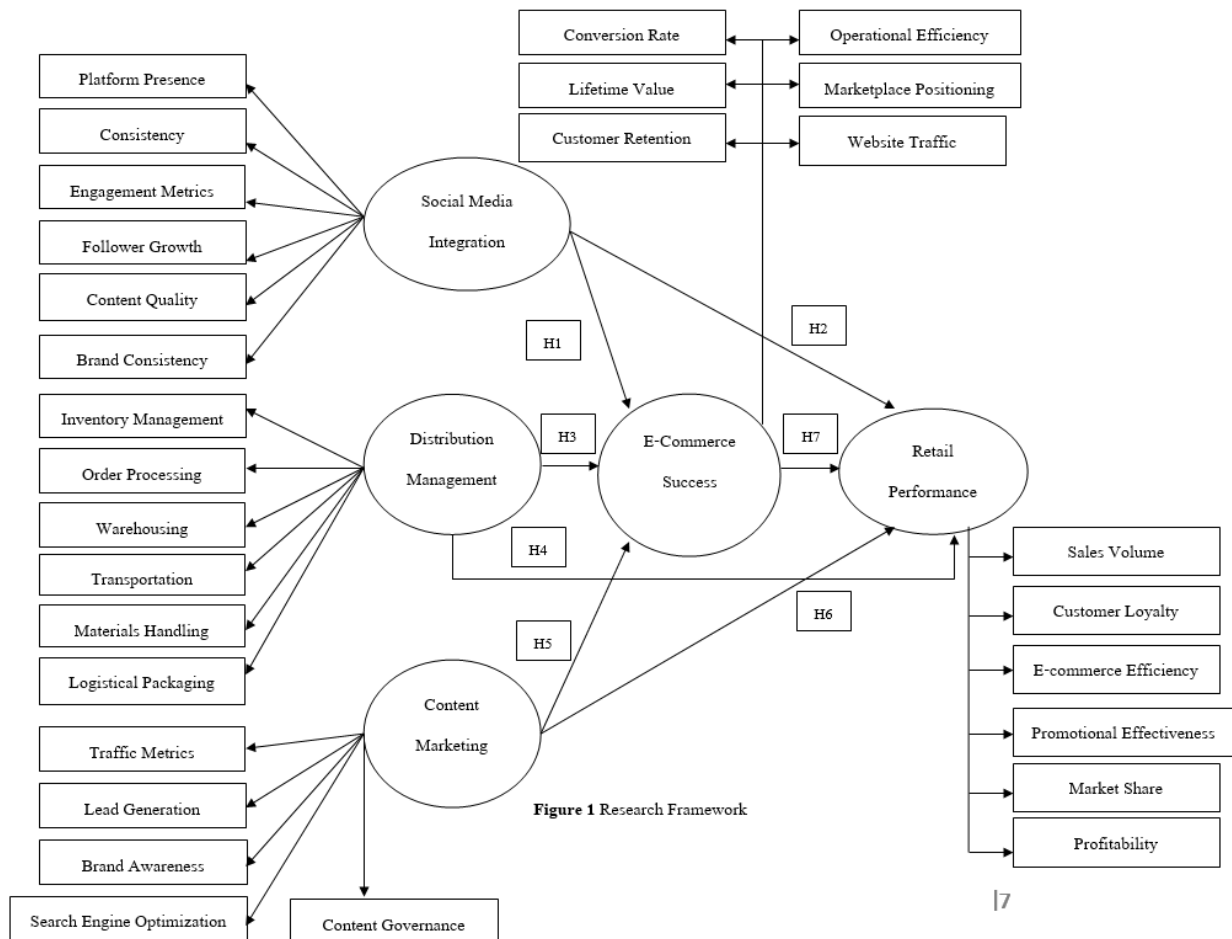 Conversion Rate
Operational Efficiency
Platform Presence
Lifetime Value
Marketplace Positioning
Consistency
Customer Retention
Website Traffic
Engagement Metrics
Social Media
Integration
Follower Growth
Content Quality
H2
H1
Brand Consistency
Inventory Management
Distribution
Management
H3
E-Commerce
Success
H7
Retail
Performance
Order Processing
Warehousing
H4
Sales Volume
Transportation
H6
Customer Loyalty
Materials Handling
H5
E-commerce Efficiency
Logistical Packaging
Content
Marketing
Promotional Effectiveness
Traffic Metrics
Market Share
Lead Generation
Figure 1 Research Framework
Profitability
Brand Awareness
|7
Search Engine Optimization
Content Governance